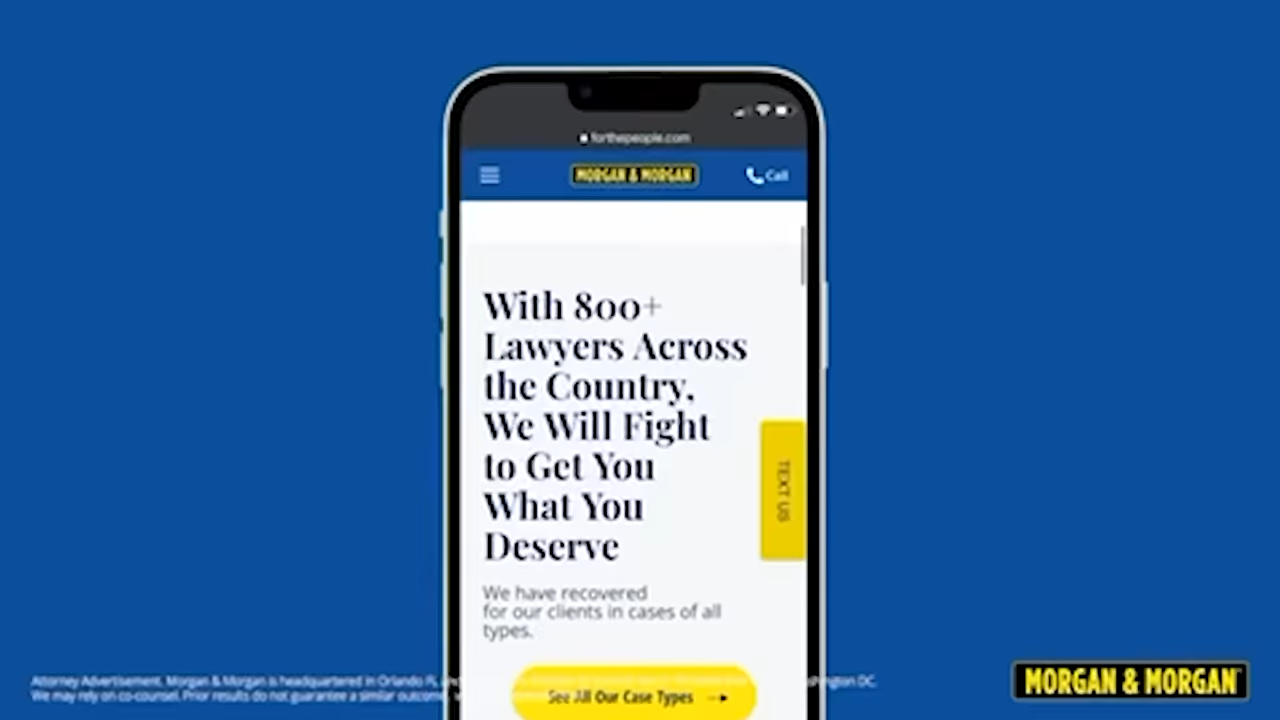 forthepeople.com
MORGAN & MORGAN
Call
With 800+
Lawyers Across
the Country,
We Will Fight
to Get You
What You
Deserve
TEXT US
We have recovered
for our clients in cases of all
types.
See All Our Case Types
Attorney Advertisement. Morgan & Morgan is headquartered in Orlando FL,
We may rely on co-counsel. Prior results do not guarantee a similar outcome.
DC.
MORGAN & MORGAN